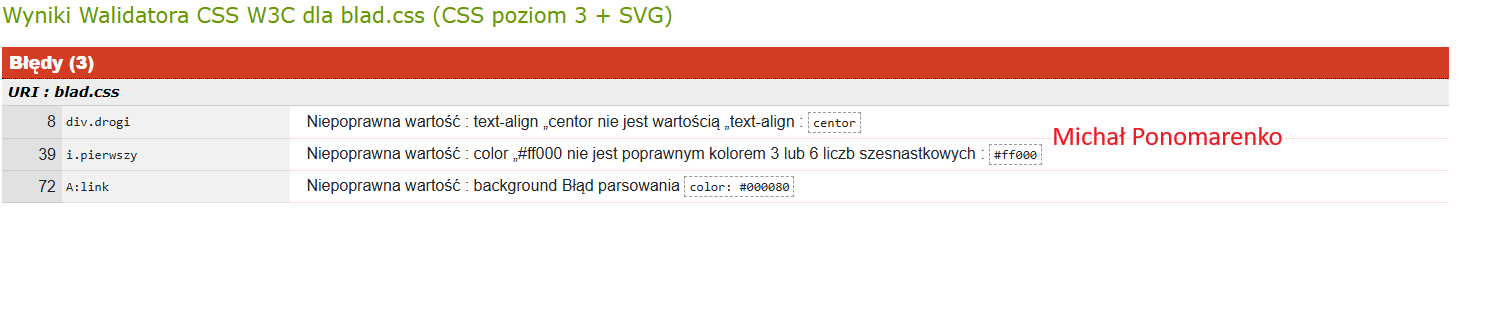 Wyniki Walidatora CSS W3C dla blad.css (CSS poziom 3 + SVG)
Błędy (3)
URI : blad.css
8 div.drogi Niepoprawna wartość : text-align „centor nie jest wartością „text-align : centor
Michał Ponomarenko
39 i.pierwszy Niepoprawna wartość : color „#ff000 nie jest poprawnym kolorem 3 lub 6 liczb szesnastkowych : #ff000
72 A:link Niepoprawna wartość : background Błąd parsowania color: #000080